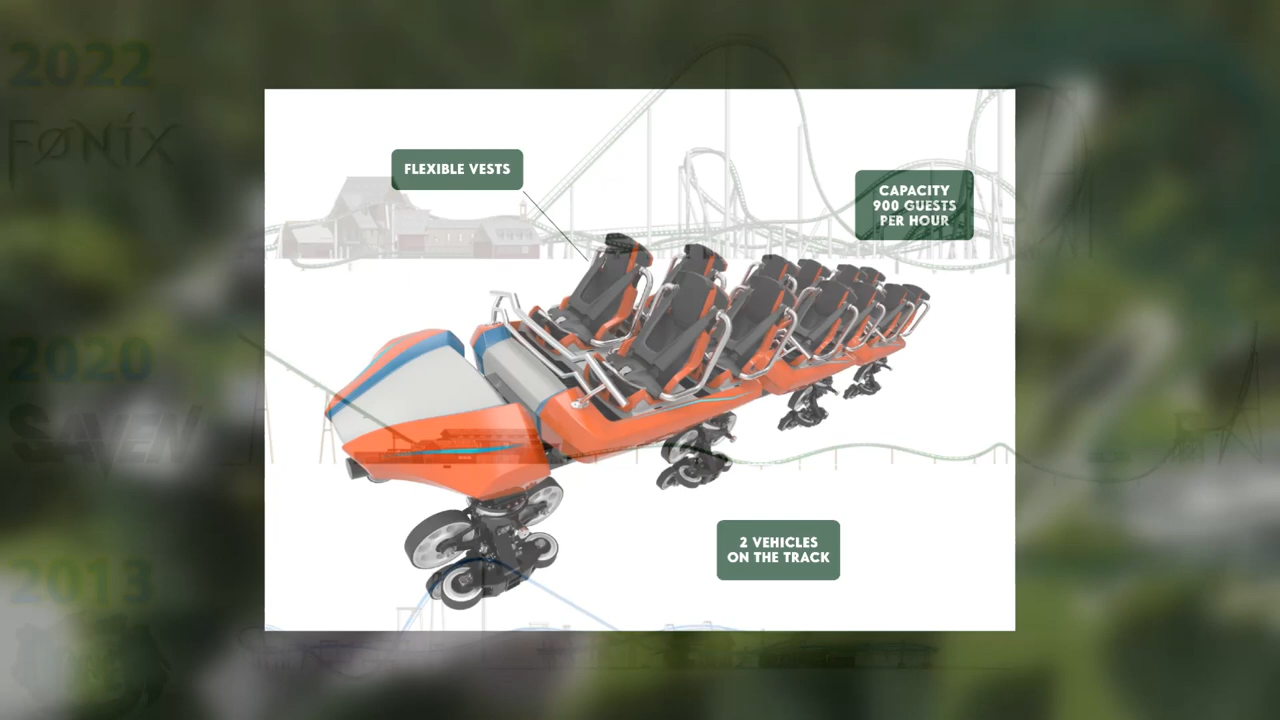 2022
FØNIX
FLEXIBLE VESTS
CAPACITY
900 GUESTS
PER HOUR
2020
2 VEHICLES
ON THE TRACK
2013